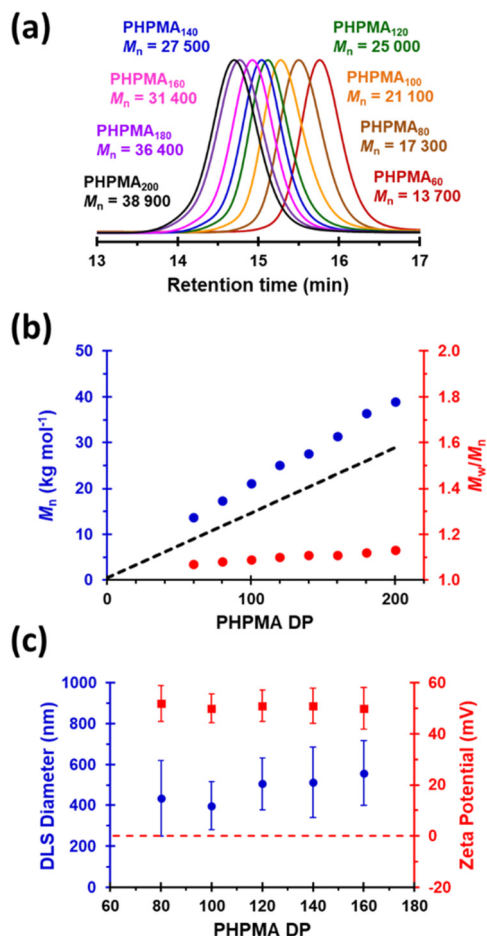 (a)
PHPMA140
Mn = 27 500
PHPMA120
Mn = 25 000
PHPMA160
Mn = 31 400
PHPMA100
Mn = 21 100
PHPMA180
Mn = 36 400
PHPMA80
Mn = 17 300
PHPMA200
Mn = 38 900
PHPMA60
Mn = 13 700
13 14 15 16 17
Retention time (min)
(b)
50 2.0
40 1.8
30 1.6
20 1.4
10 1.2
0 1.0
Mn (kg mol-1)
Mw/Mn
0 100 200
PHPMA DP
(c)
1000 60
800 40
600
400 20
200 0
0 -20
DLS Diameter (nm)
Zeta Potential (mV)
60 80 100 120 140 160 180
PHPMA DP